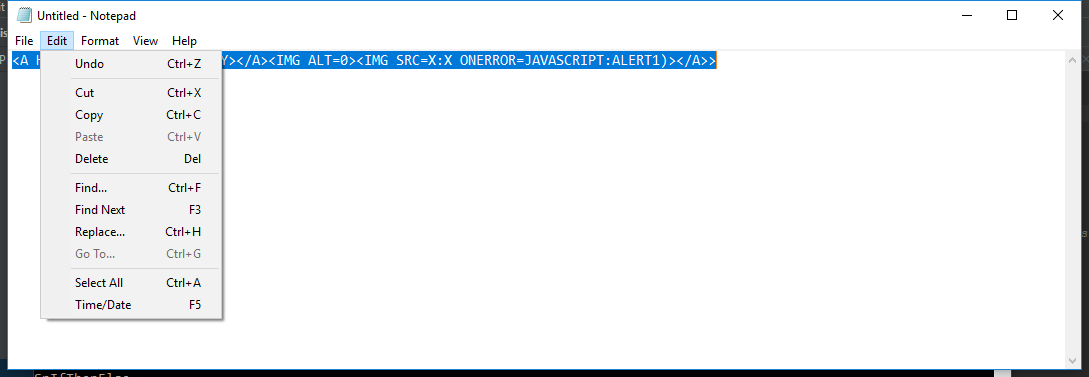 Untitled - Notepad
File Edit Format View Help
<A H Y></A><IMG ALT=0><IMG SRC=X:X ONERROR=JAVASCRIPT:ALERT1)></A>>
Undo Ctrl+Z
Cut Ctrl+X
Copy Ctrl+C
Paste Ctrl+V
Delete Del
Find... Ctrl+F
Find Next F3
Replace... Ctrl+H
Go To... Ctrl+G
Select All Ctrl+A
Time/Date F5